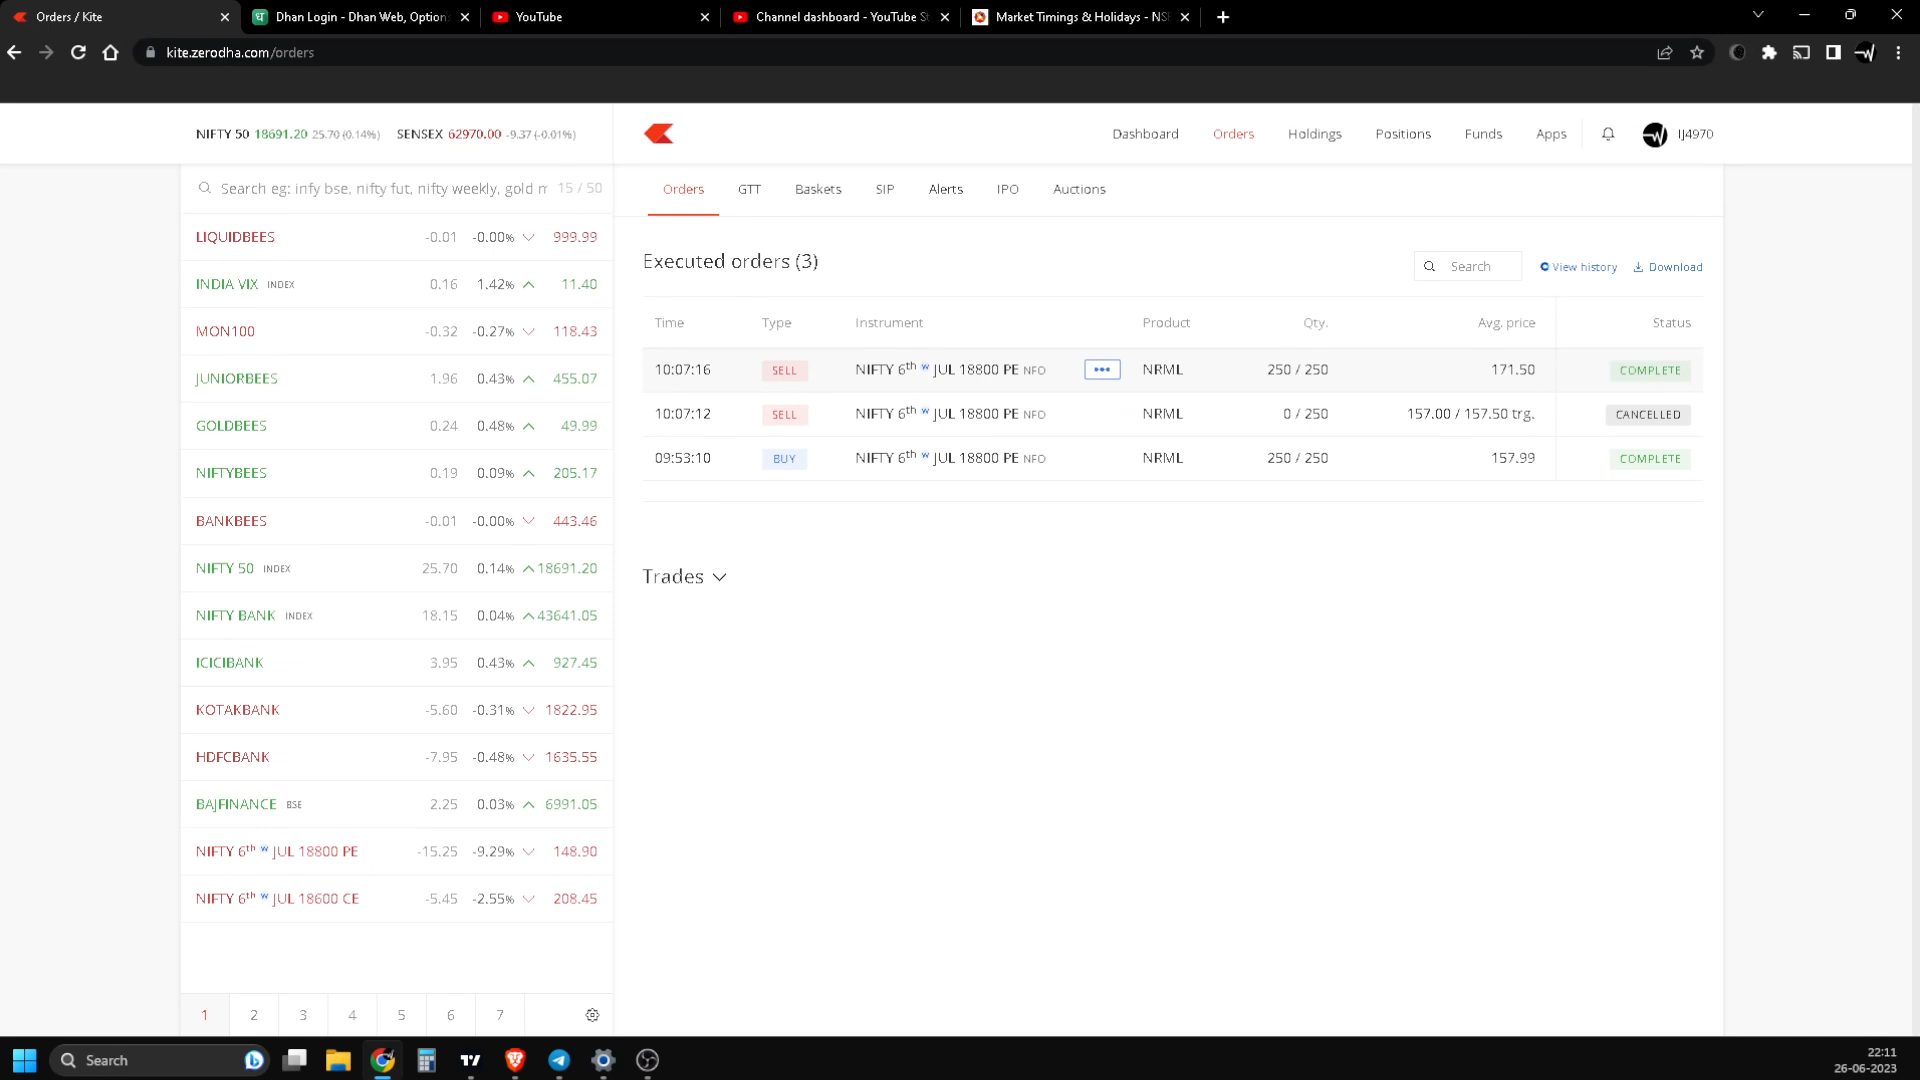 Orders / Kite
Dhan Login - Dhan Web, Option
YouTube
Channel dashboard - YouTube St
Market Timings & Holidays - NS
kite.zerodha.com/orders
NIFTY 50 18691.20 25.70 (0.14%) SENSEX 62970.00 -9.37 (-0.01%)
Dashboard Orders Holdings Positions Funds Apps IJ4970
Search eg: infy bse, nifty fut, nifty weekly, gold m 15 / 50
Orders GTT Baskets SIP Alerts IPO Auctions
LIQUIDBEES -0.01 -0.00% 999.99
INDIA VIX INDEX 0.16 1.42% 11.40
MON100 -0.32 -0.27% 118.43
JUNIORBEES 1.96 0.43% 455.07
GOLDBEES 0.24 0.48% 49.99
NIFTYBEES 0.19 0.09% 205.17
BANKBEES -0.01 -0.00% 443.46
NIFTY 50 INDEX 25.70 0.14% 18691.20
NIFTY BANK INDEX 18.15 0.04% 43641.05
ICICIBANK 3.95 0.43% 927.45
KOTAKBANK -5.60 -0.31% 1822.95
HDFCBANK -7.95 -0.48% 1635.55
BAJFINANCE BSE 2.25 0.03% 6991.05
NIFTY 6th w JUL 18800 PE -15.25 -9.29% 148.90
NIFTY 6th w JUL 18600 CE -5.45 -2.55% 208.45
1 2 3 4 5 6 7
Executed orders (3)
Search View history Download
Time Type Instrument Product Qty. Avg. price Status
10:07:16 SELL NIFTY 6th w JUL 18800 PE NFO ••• NRML 250 / 250 171.50 COMPLETE
10:07:12 SELL NIFTY 6th w JUL 18800 PE NFO NRML 0 / 250 157.00 / 157.50 trg. CANCELLED
09:53:10 BUY NIFTY 6th w JUL 18800 PE NFO NRML 250 / 250 157.99 COMPLETE
Trades
Search
22:11
26-06-2023